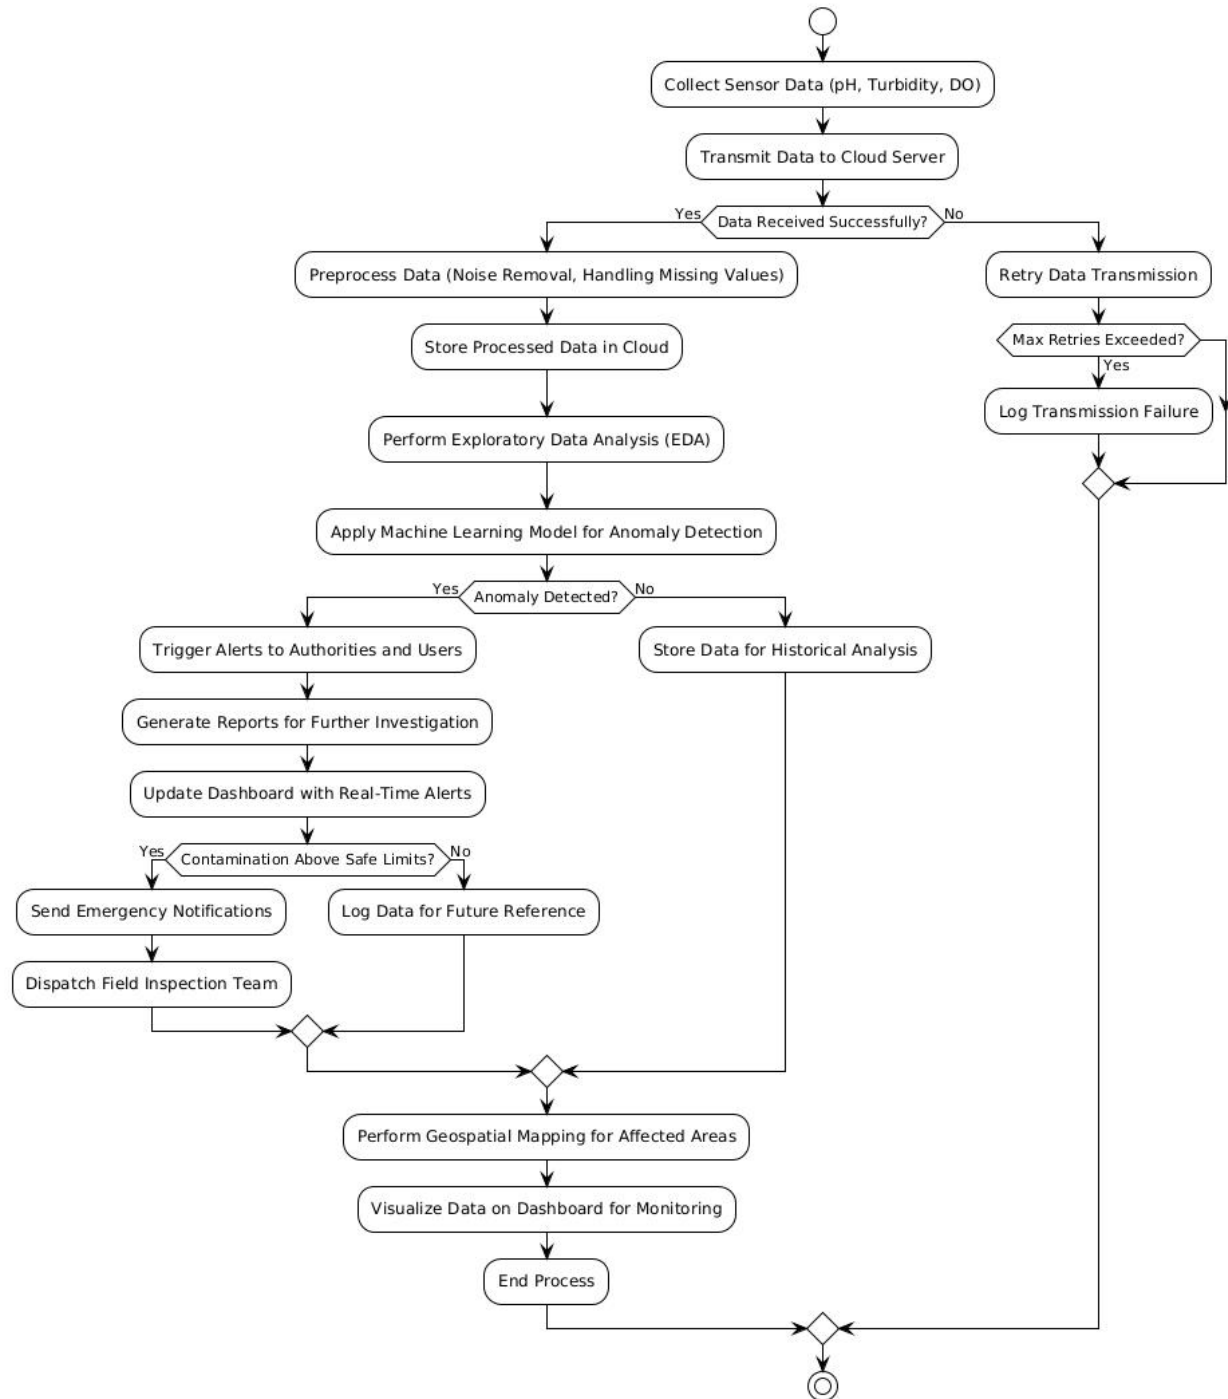 Collect Sensor Data (pH, Turbidity, DO)
Transmit Data to Cloud Server
Yes
Data Received Successfully?
No
Preprocess Data (Noise Removal, Handling Missing Values)
Retry Data Transmission
Store Processed Data in Cloud
Max Retries Exceeded?
Yes
Log Transmission Failure
Perform Exploratory Data Analysis (EDA)
Apply Machine Learning Model for Anomaly Detection
Yes
Anomaly Detected?
No
Trigger Alerts to Authorities and Users
Store Data for Historical Analysis
Generate Reports for Further Investigation
Update Dashboard with Real-Time Alerts
Yes
Contamination Above Safe Limits?
No
Send Emergency Notifications
Log Data for Future Reference
Dispatch Field Inspection Team
Perform Geospatial Mapping for Affected Areas
Visualize Data on Dashboard for Monitoring
End Process